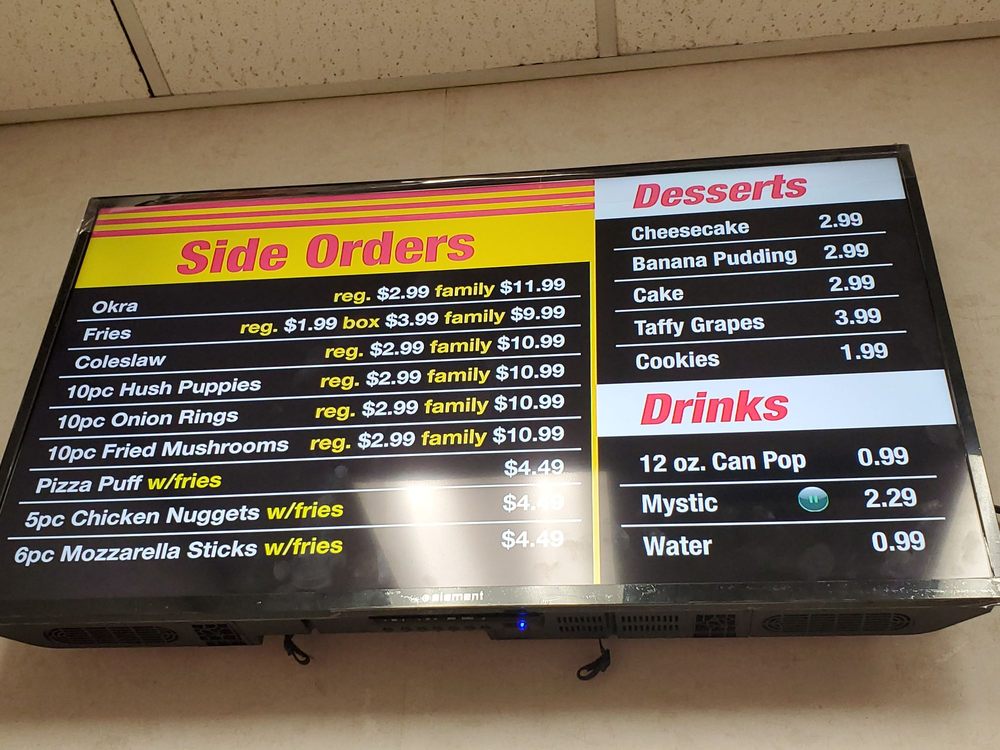 Side Orders
Okra reg. $2.99 family $11.99
Fries reg. $1.99 box $3.99 family $9.99
Coleslaw reg. $2.99 family $10.99
10pc Hush Puppies reg. $2.99 family $10.99
10pc Onion Rings reg. $2.99 family $10.99
10pc Fried Mushrooms reg. $2.99 family $10.99
Pizza Puff w/fries $4.49
5pc Chicken Nuggets w/fries $4.49
6pc Mozzarella Sticks w/fries $4.49
Desserts
Cheesecake 2.99
Banana Pudding 2.99
Cake 2.99
Taffy Grapes 3.99
Cookies 1.99
Drinks
12 oz. Can Pop 0.99
Mystic 2.29
Water 0.99
element